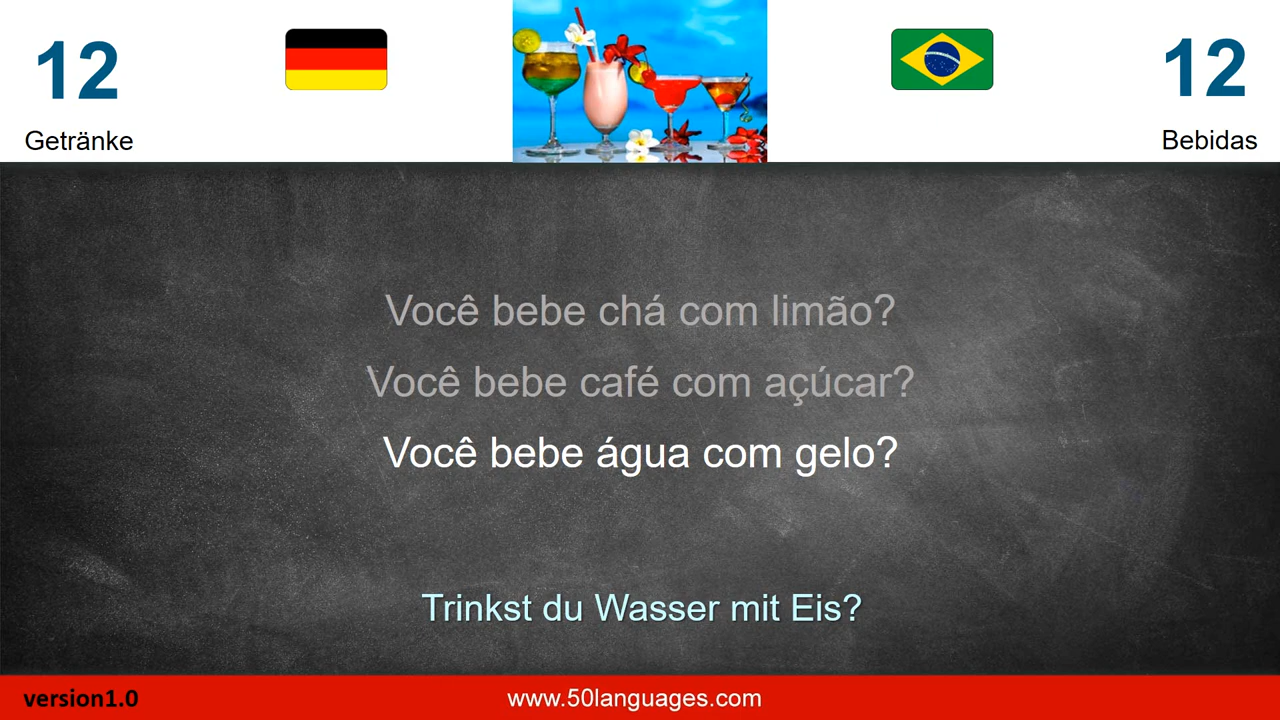 12
12
Getränke
Bebidas
Você bebe chá com limão?
Você bebe café com açúcar?
Você bebe água com gelo?
Trinkst du Wasser mit Eis?
version1.0
www.50languages.com